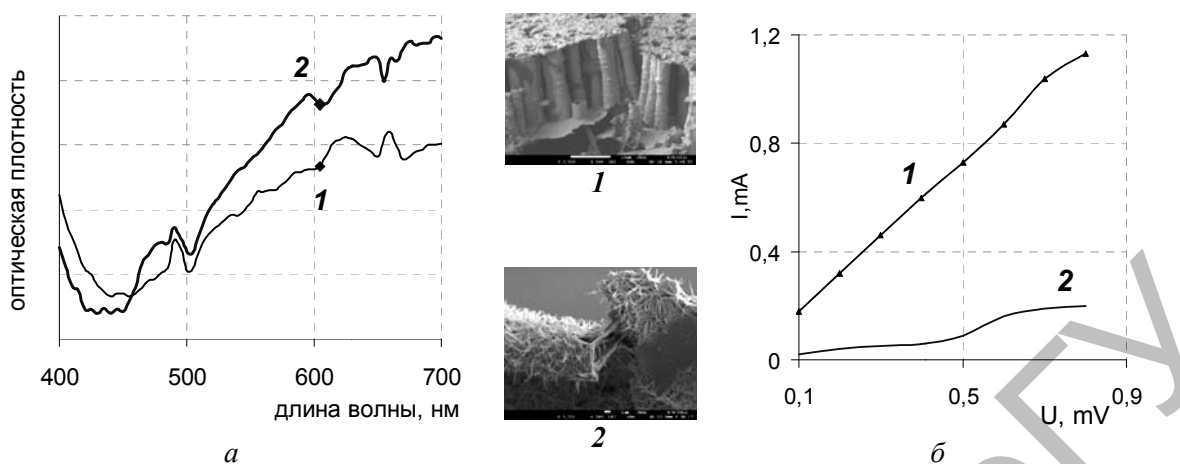 оптическая плотность
2
1
400
500
600
700
длина волны, нм
а
1
2
I,mA
1,2
0,8
0,4
0
1
2
0,1
0,5
0,9
U, mV
б